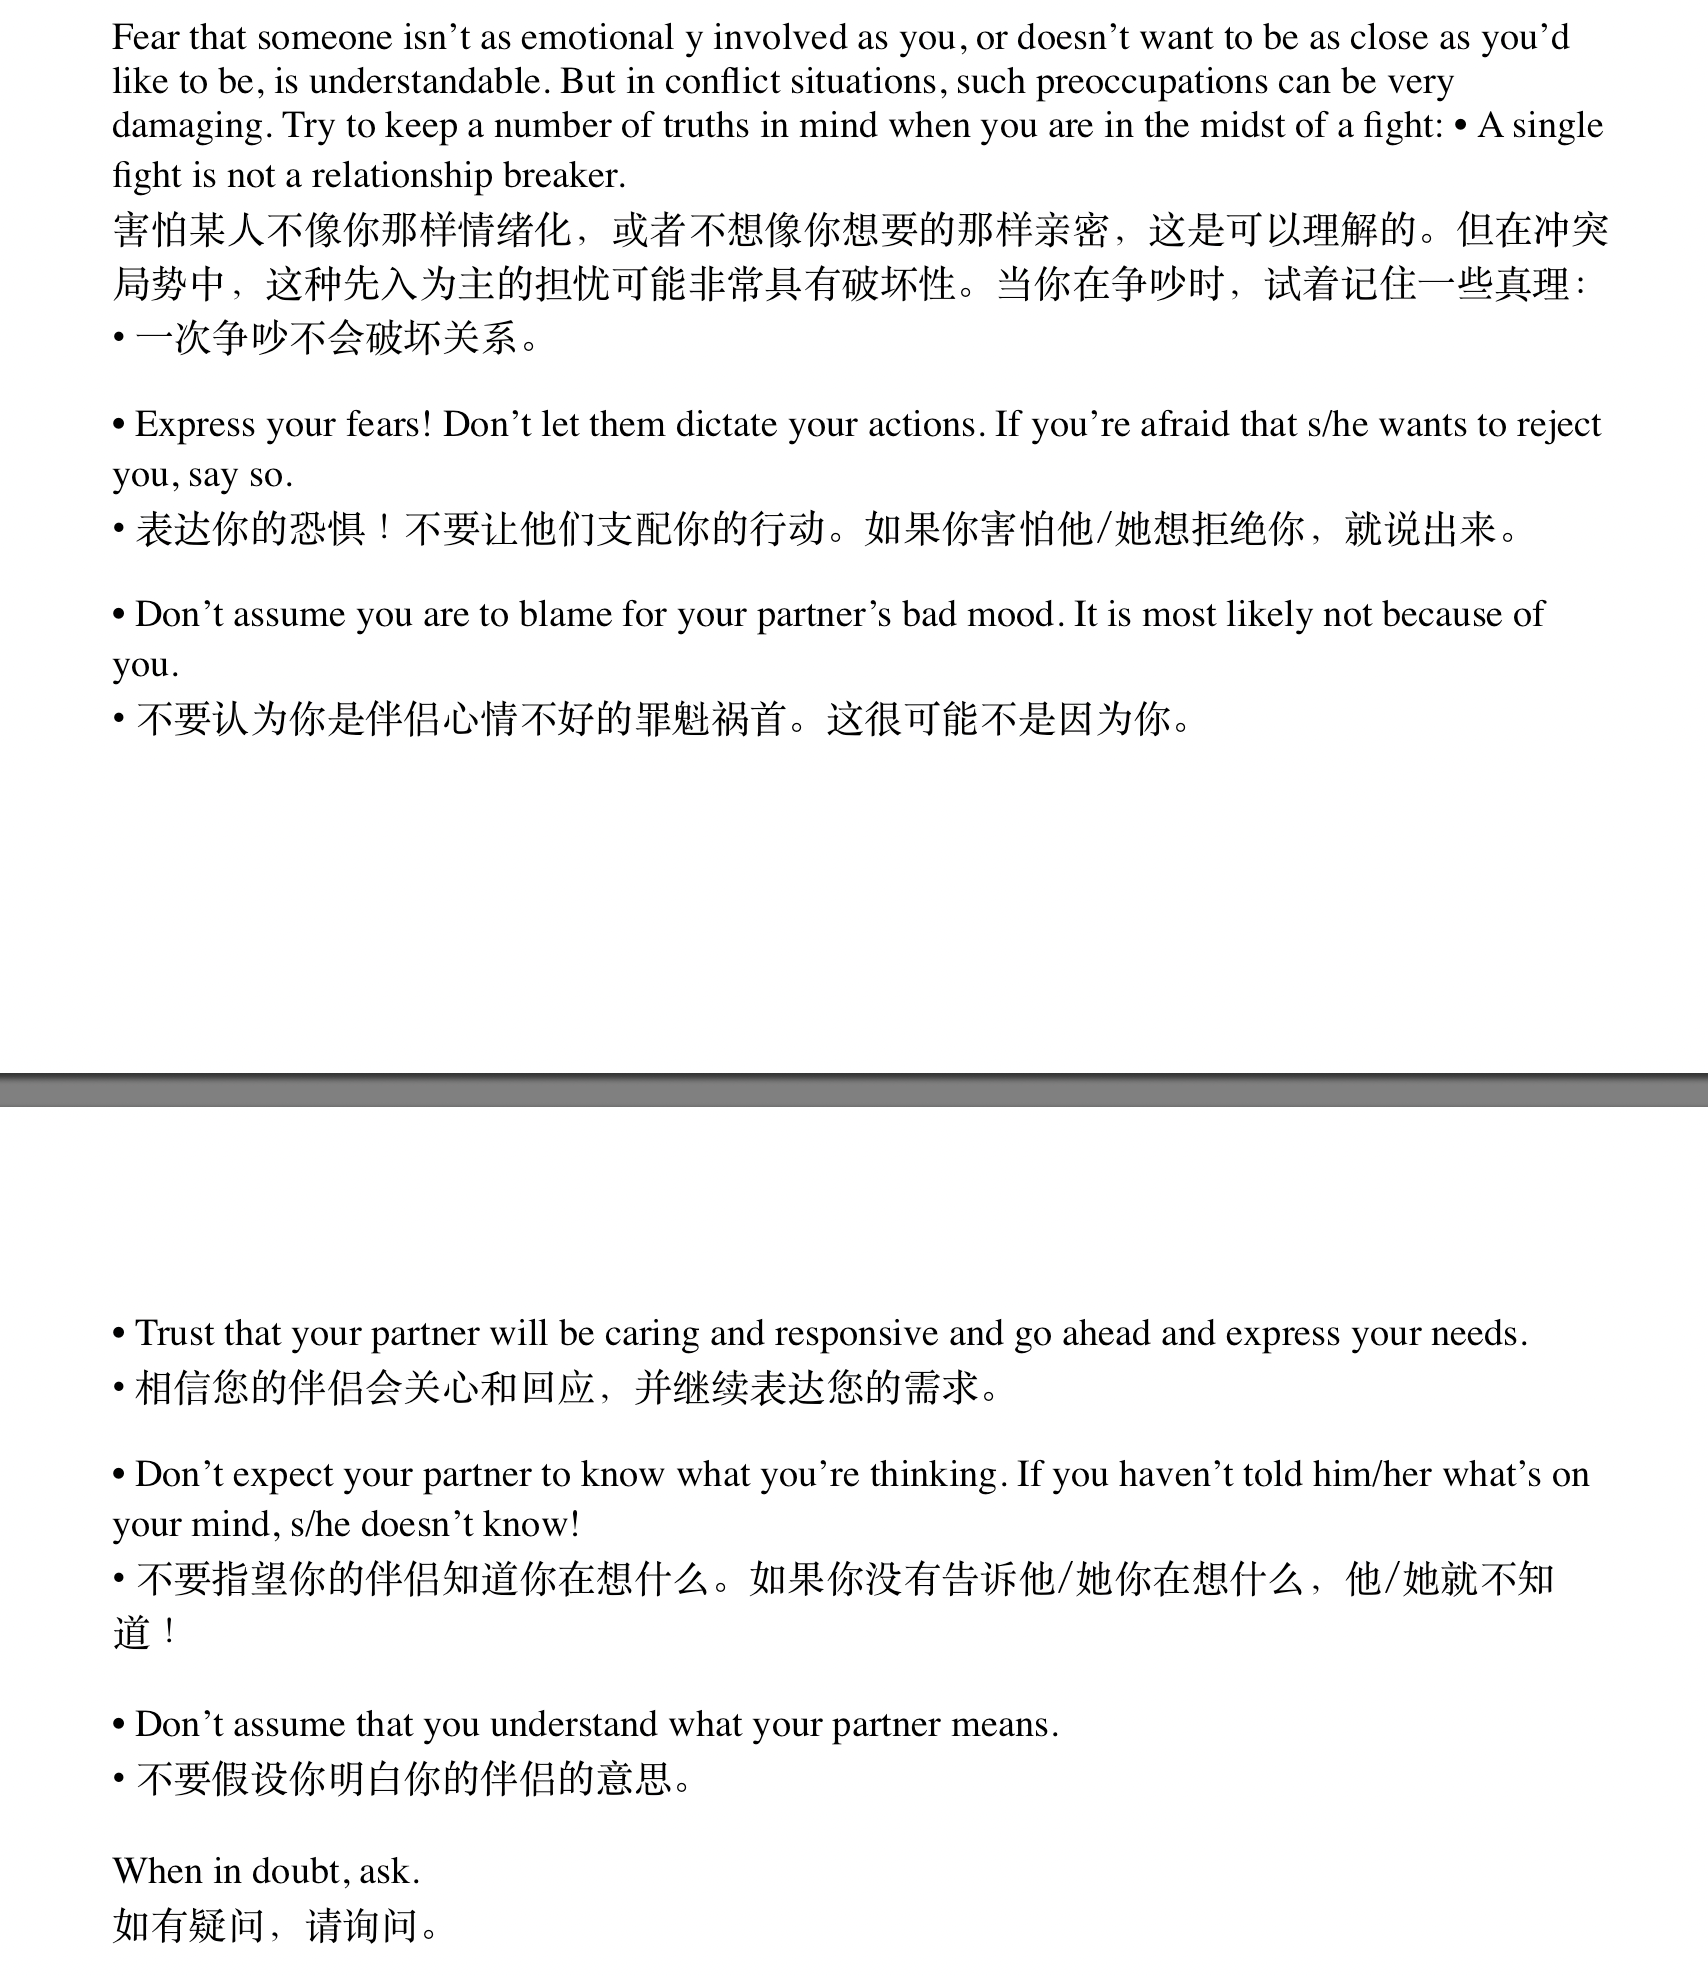 Fear that someone isn’t as emotional y involved as you, or doesn’t want to be as close as you’d
like to be, is understandable. But in conflict situations, such preoccupations can be very
damaging. Try to keep a number of truths in mind when you are in the midst of a fight: • A single
fight is not a relationship breaker.
害怕某人不像你那样情绪化，或者不想像你想要的那样亲密，这是可以理解的。但在冲突
局势中，这种先入为主的担忧可能非常具有破坏性。当你在争吵时，试着记住一些真理：
• 一次争吵不会破坏关系。
• Express your fears! Don’t let them dictate your actions. If you’re afraid that s/he wants to reject
you, say so.
• 表达你的恐惧！不要让他们支配你的行动。如果你害怕他/她想拒绝你，就说出来。
• Don’t assume you are to blame for your partner’s bad mood. It is most likely not because of
you.
• 不要认为你是伴侣心情不好的罪魁祸首。这很可能不是因为你。
• Trust that your partner will be caring and responsive and go ahead and express your needs.
• 相信您的伴侣会关心和回应，并继续表达您的需求。
• Don’t expect your partner to know what you’re thinking. If you haven’t told him/her what’s on
your mind, s/he doesn’t know!
• 不要指望你的伴侣知道你在想什么。如果你没有告诉他/她你在想什么，他/她就不知
道！
• Don’t assume that you understand what your partner means.
• 不要假设你明白你的伴侣的意思。
When in doubt, ask.
如有疑问，请询问。